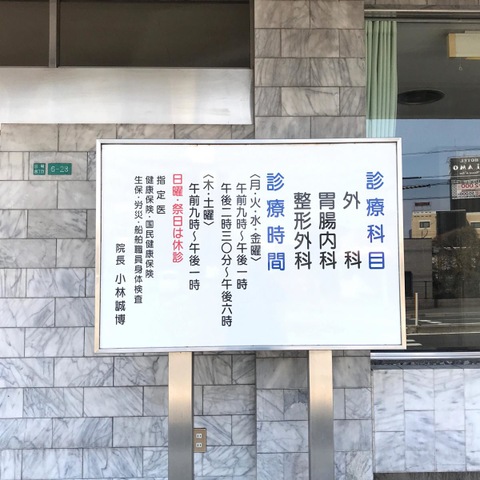 診療科目
外科
胃腸内科
整形外科
診療時間
〈月・火・水・金曜〉
午前九時〜午後一時
午後二時三〇分〜午後六時
〈木・土曜〉
午前九時〜午後一時
日曜・祭日は休診
指定医
健康保険・国民健康保険
生保・労災・船舶職員身体検査
院長 小林誠博
6-28